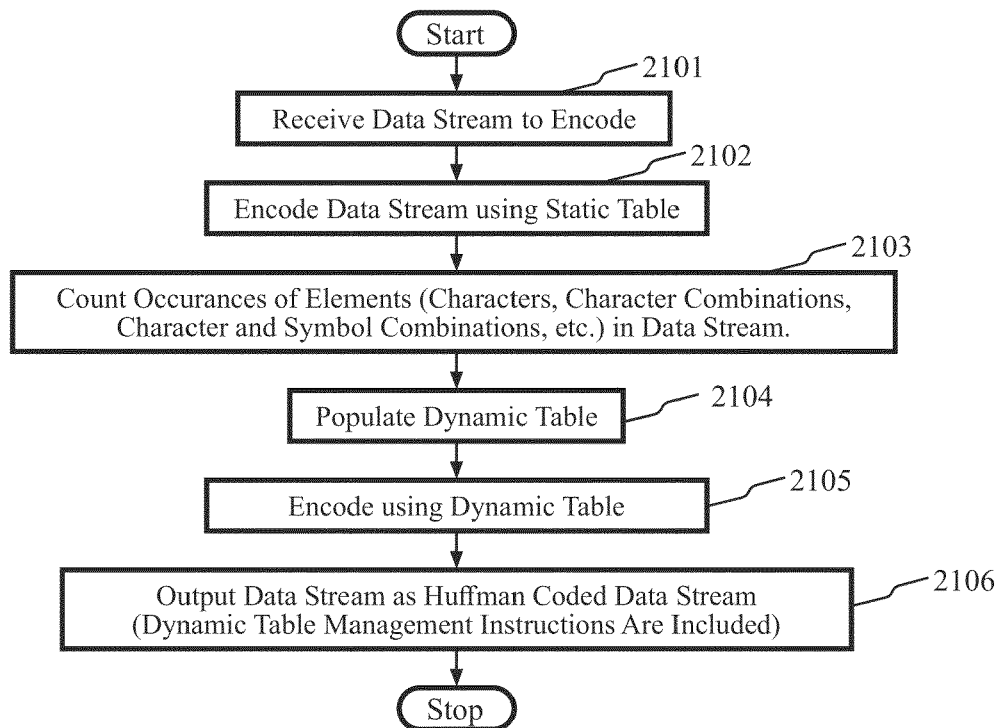 Start
2101
Receive Data Stream to Encode
2102
Encode Data Stream using Static Table
2103
Count Occurances of Elements (Characters, Character Combinations,
Character and Symbol Combinations, etc.) in Data Stream.
2104
Populate Dynamic Table
2105
Encode using Dynamic Table
2106
Output Data Stream as Huffman Coded Data Stream
(Dynamic Table Management Instructions Are Included)
Stop